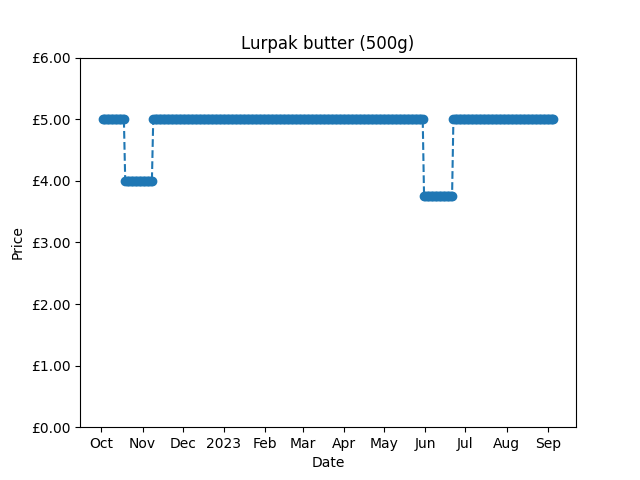 Lurpak butter (500g)
£6.00
£5.00
£4.00
£3.00
£2.00
£1.00
£0.00
Price
Oct Nov Dec 2023 Feb Mar Apr May Jun Jul Aug Sep
Date